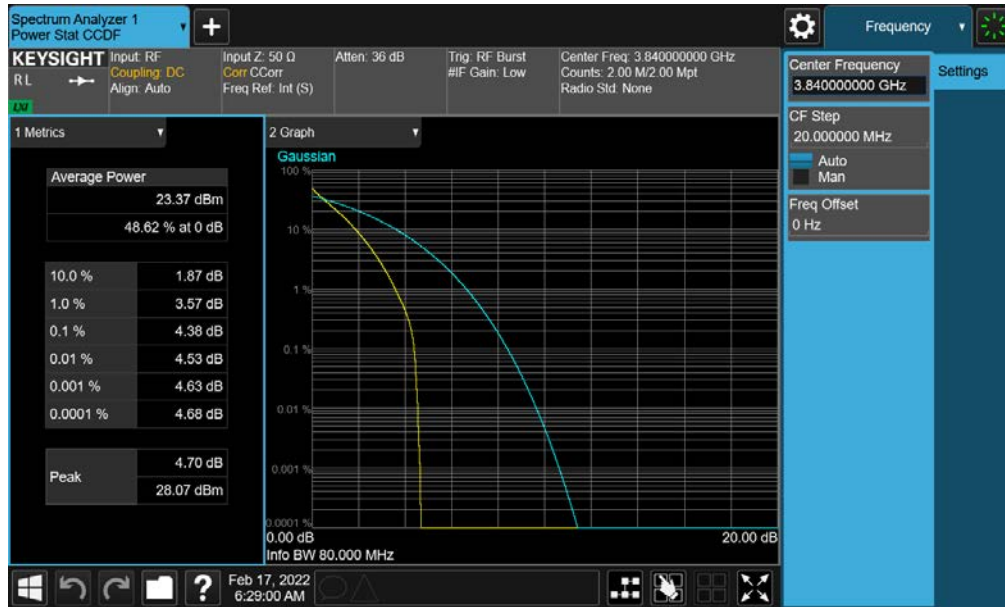 Spectrum Analyzer 1
Power Stat CCDF
+
Frequency
KEYSIGHT
RL
LXI
Input: RF
Coupling: DC
Align: Auto
Input Z: 50 Ω
Corr CCorr
Freq Ref: Int (S)
Atten: 36 dB
Trig: RF Burst
#IF Gain: Low
Center Freq: 3.840000000 GHz
Counts: 2.00 M/2.00 Mpt
Radio Std: None
Center Frequency
3.840000000 GHz
Settings
CF Step
20.000000 MHz
Auto
Man
Freq Offset
0 Hz
1 Metrics
Average Power
23.37 dBm
48.62 % at 0 dB
10.0 % 1.87 dB
1.0 % 3.57 dB
0.1 % 4.38 dB
0.01 % 4.53 dB
0.001 % 4.63 dB
0.0001 % 4.68 dB
Peak
4.70 dB
28.07 dBm
2 Graph
Gaussian
100 %
10 %
1 %
0.1 %
0.01 %
0.001 %
0.0001 %
0.00 dB 20.00 dB
Info BW 80.000 MHz
?
Feb 17, 2022
6:29:00 AM